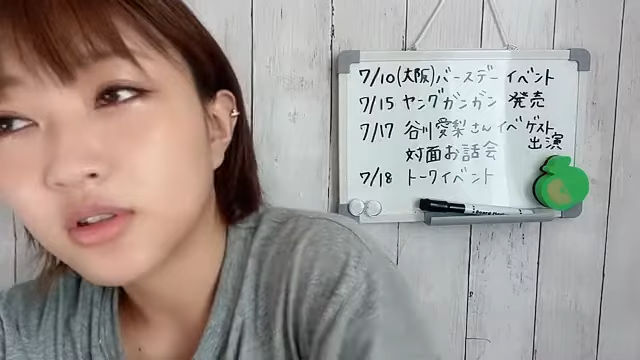 7/10(大阪)バースデーイベント
7/15 ヤングガンガン 発売
7/17 谷川愛梨さんイベゲスト出演
対面お話会
7/18 トークイベント